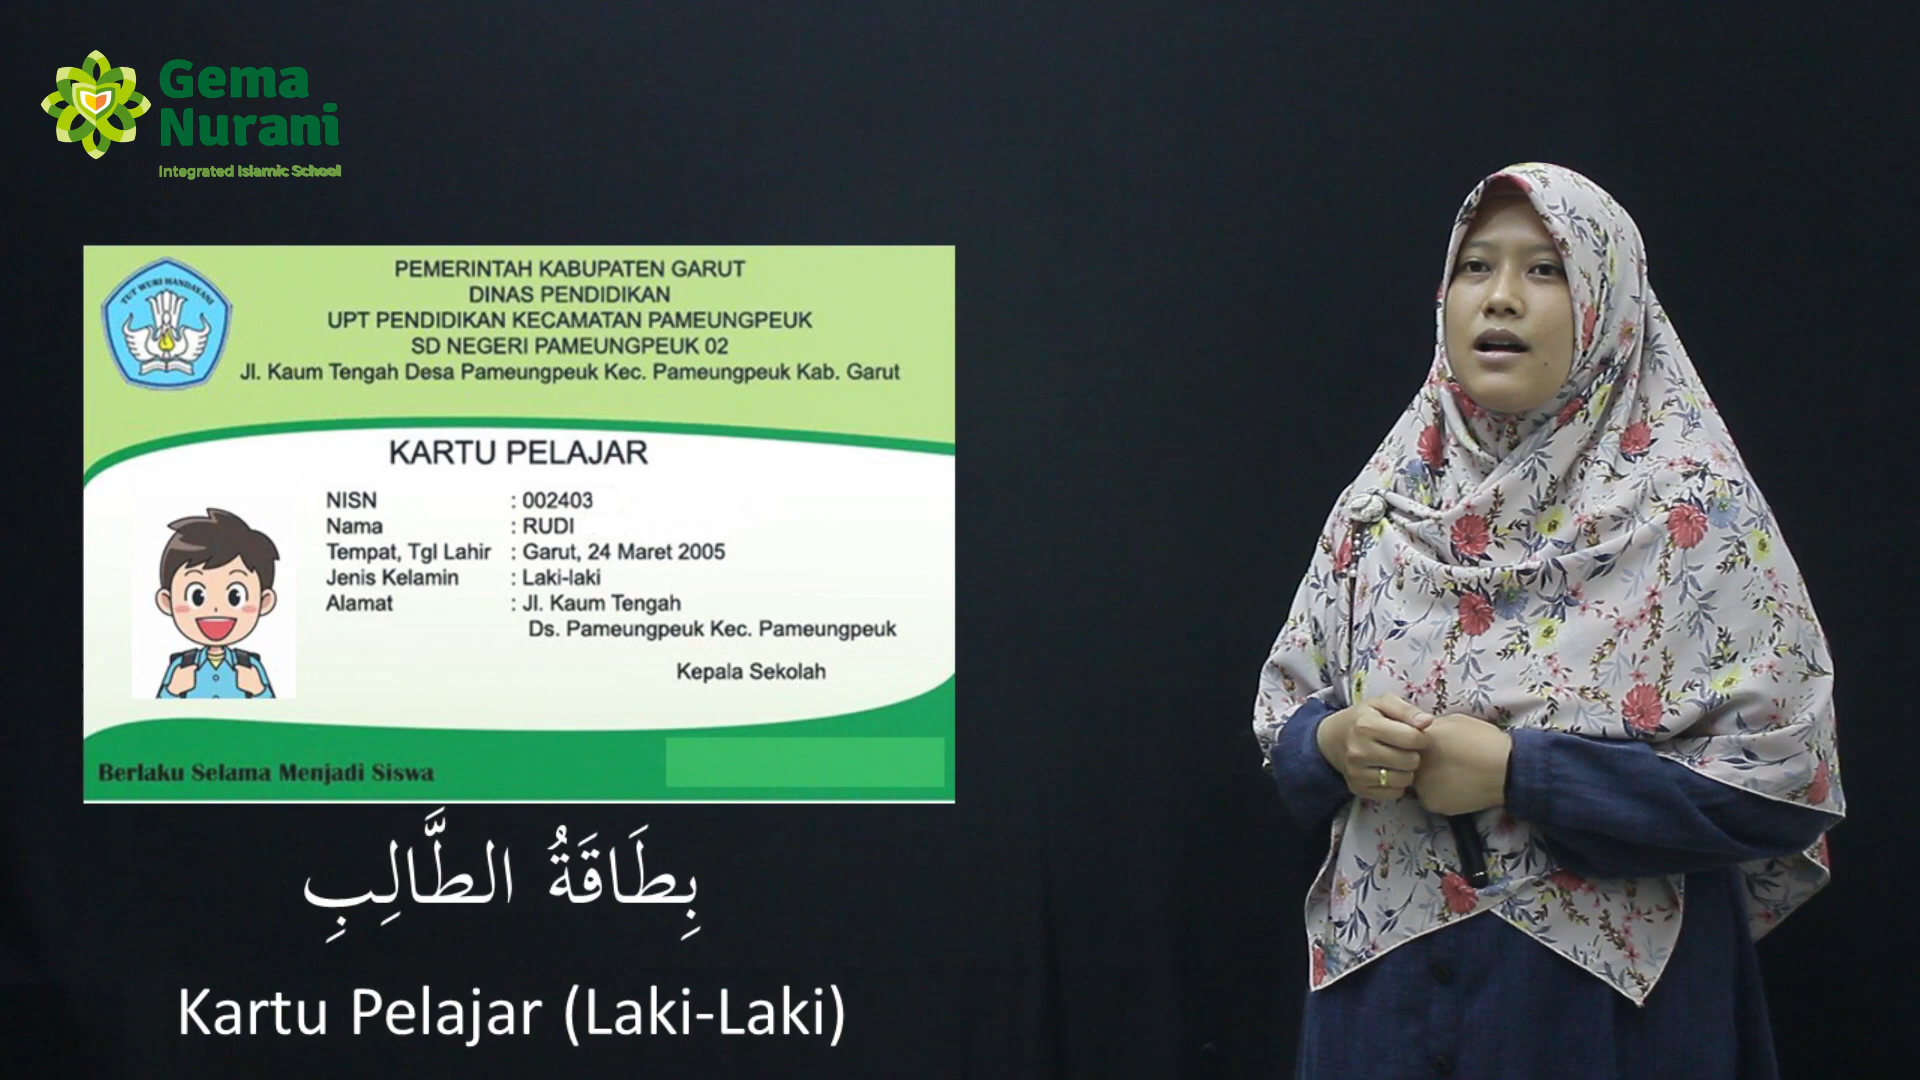 Gema
Nurani
Integrated Islamic School
TUT WURI HANDAYANI
PEMERINTAH KABUPATEN GARUT
DINAS PENDIDIKAN
UPT PENDIDIKAN KECAMATAN PAMEUNGPEUK
SD NEGERI PAMEUNGPEUK 02
Jl. Kaum Tengah Desa Pameungpeuk Kec. Pameungpeuk Kab. Garut
KARTU PELAJAR
NISN : 002403
Nama : RUDI
Tempat, Tgl Lahir : Garut, 24 Maret 2005
Jenis Kelamin : Laki-laki
Alamat : Jl. Kaum Tengah
Ds. Pameungpeuk Kec. Pameungpeuk
Kepala Sekolah
Berlaku Selama Menjadi Siswa
بِطَاقَةُ الطَّالِبِ
Kartu Pelajar (Laki-Laki)